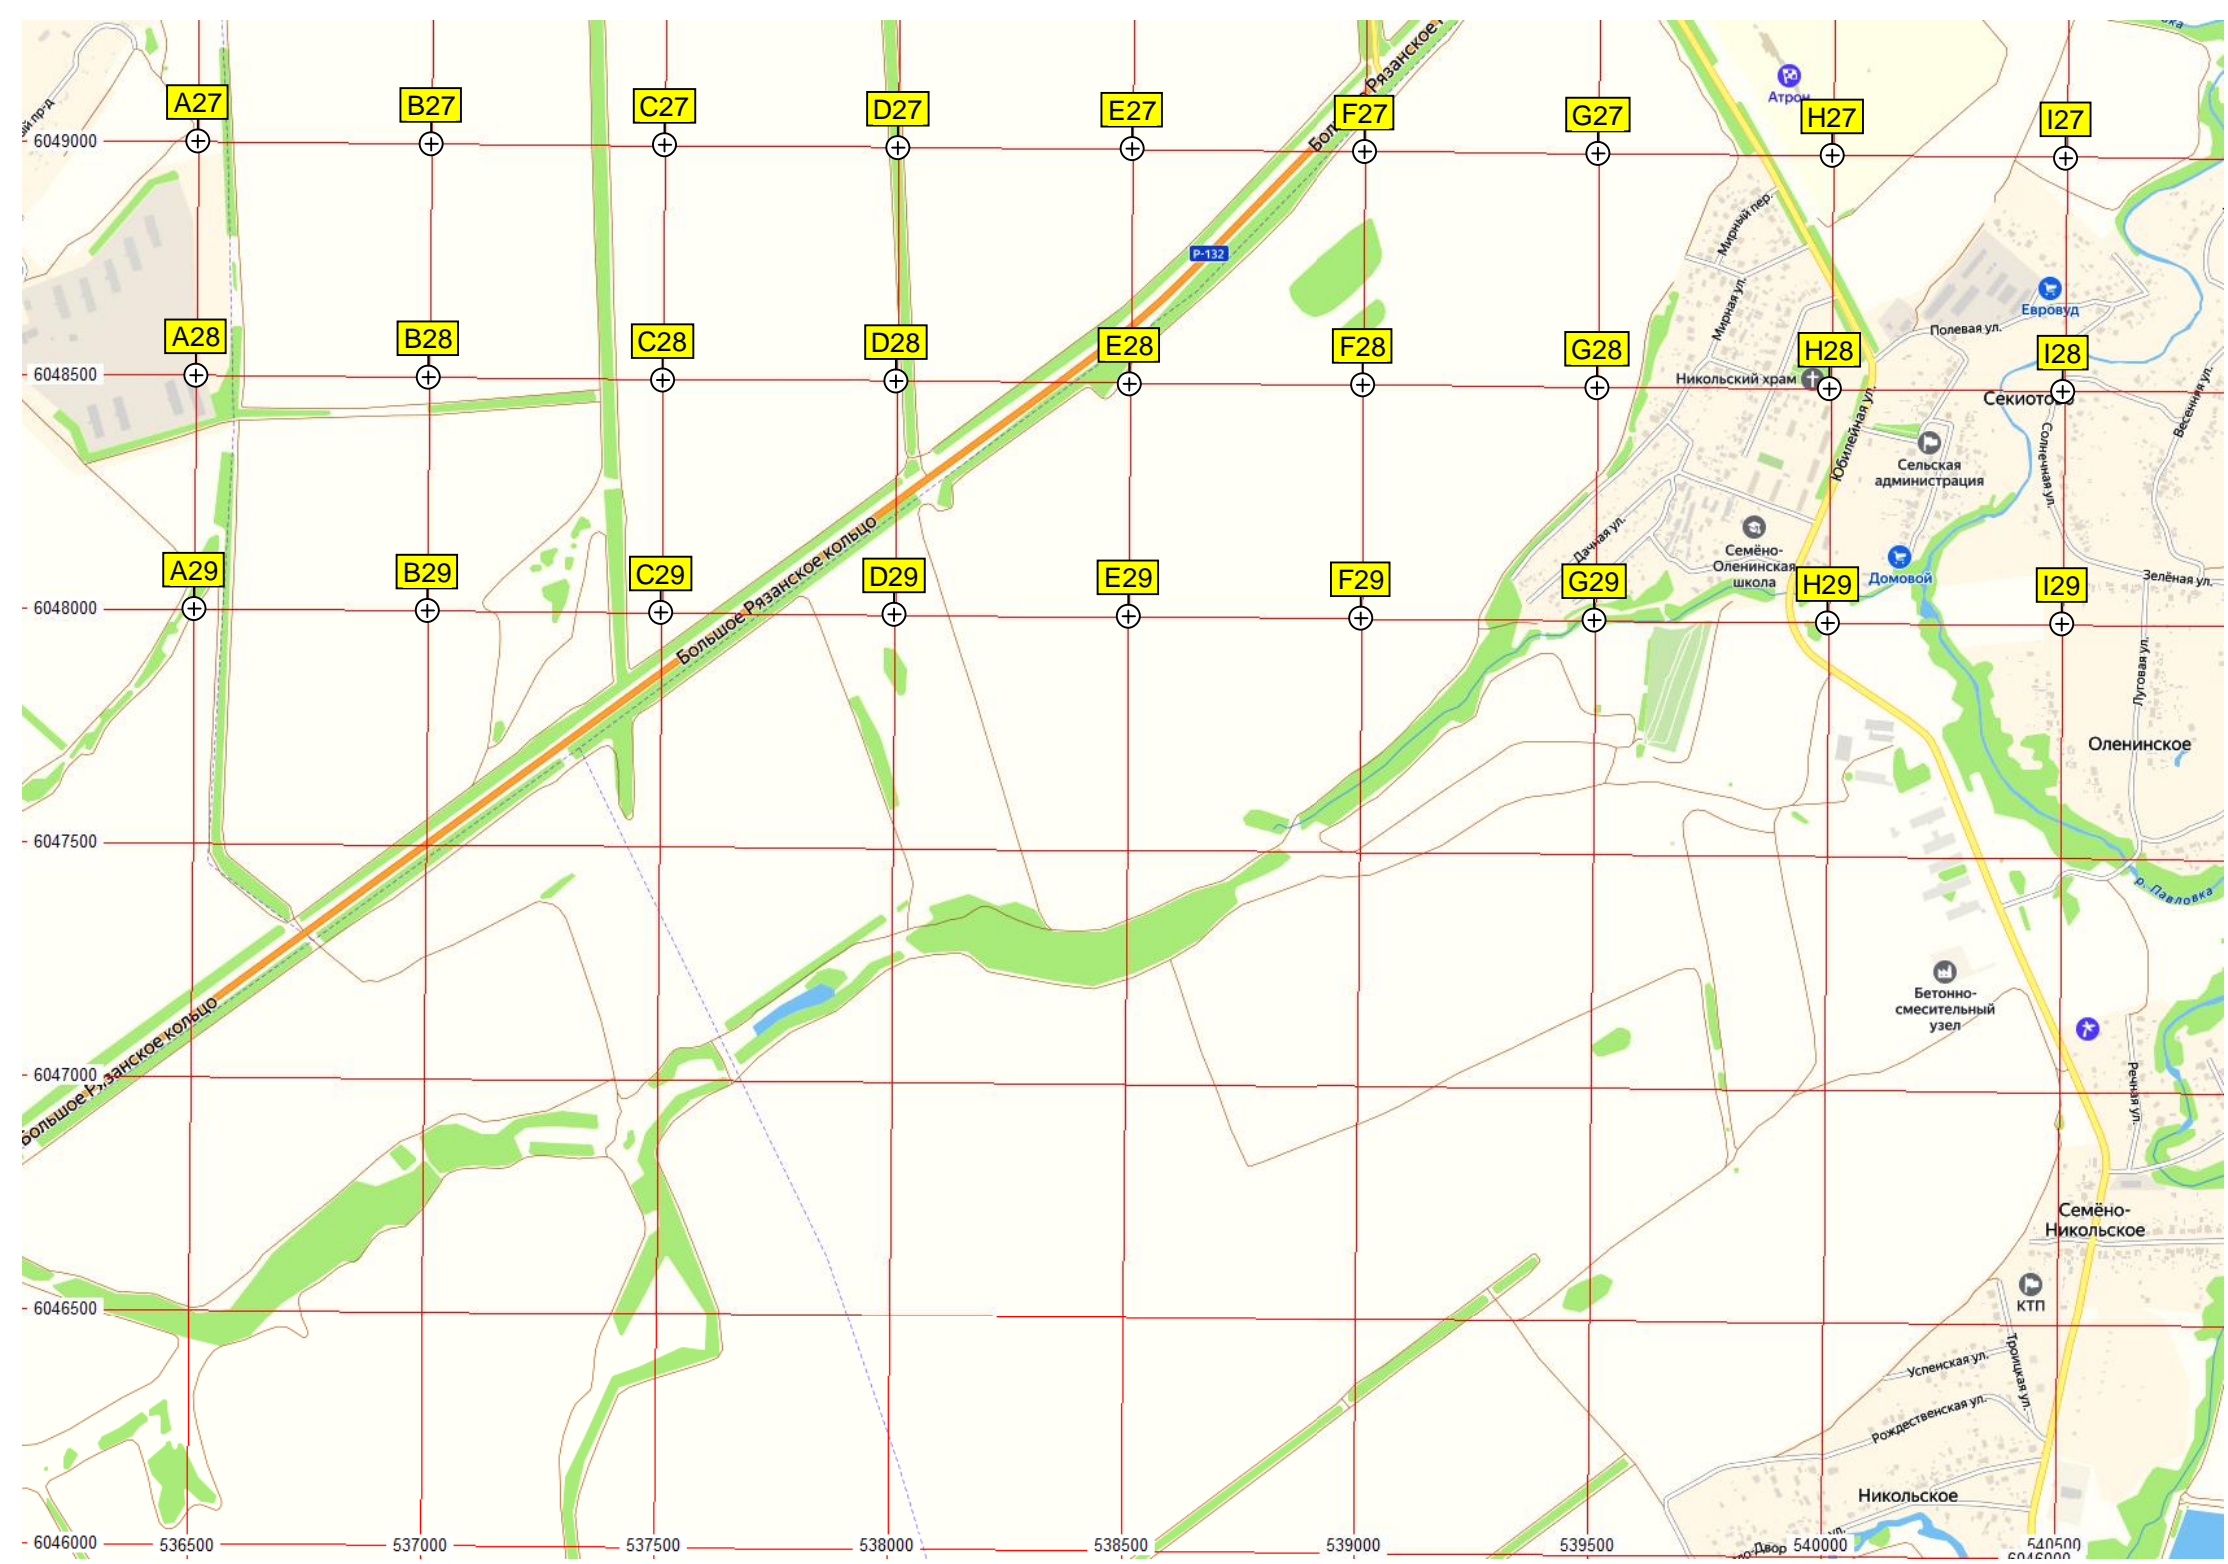 Атрон
A27
B27
C27
D27
E27
F27
G27
H27
I27
6049000
Большое Рязанское
Мирный пер.
Р-132
Мирная ул.
Евровуд
Полевая ул.
A28
B28
C28
D28
E28
F28
G28
H28
I28
6048500
Никольский храм
Секиотово
Юбилейная ул.
Солнечная ул.
Весенняя ул.
Сельская
администрация
Большое Рязанское кольцо
Дачная ул.
Семёно-
Оленинская
школа
Домовой
Зелёная ул.
A29
B29
C29
D29
E29
F29
G29
H29
I29
6048000
Луговая ул.
Оленинское
6047500
р. Павловка
Большое Рязанское кольцо
Бетонно-
смесительный
узел
6047000
Речная ул.
Семёно-
Никольское
КТП
6046500
Успенская ул.
Троицкая ул.
Рождественская ул.
Никольское
6046000
536500
537000
537500
538000
538500
539000
539500
540000
540500